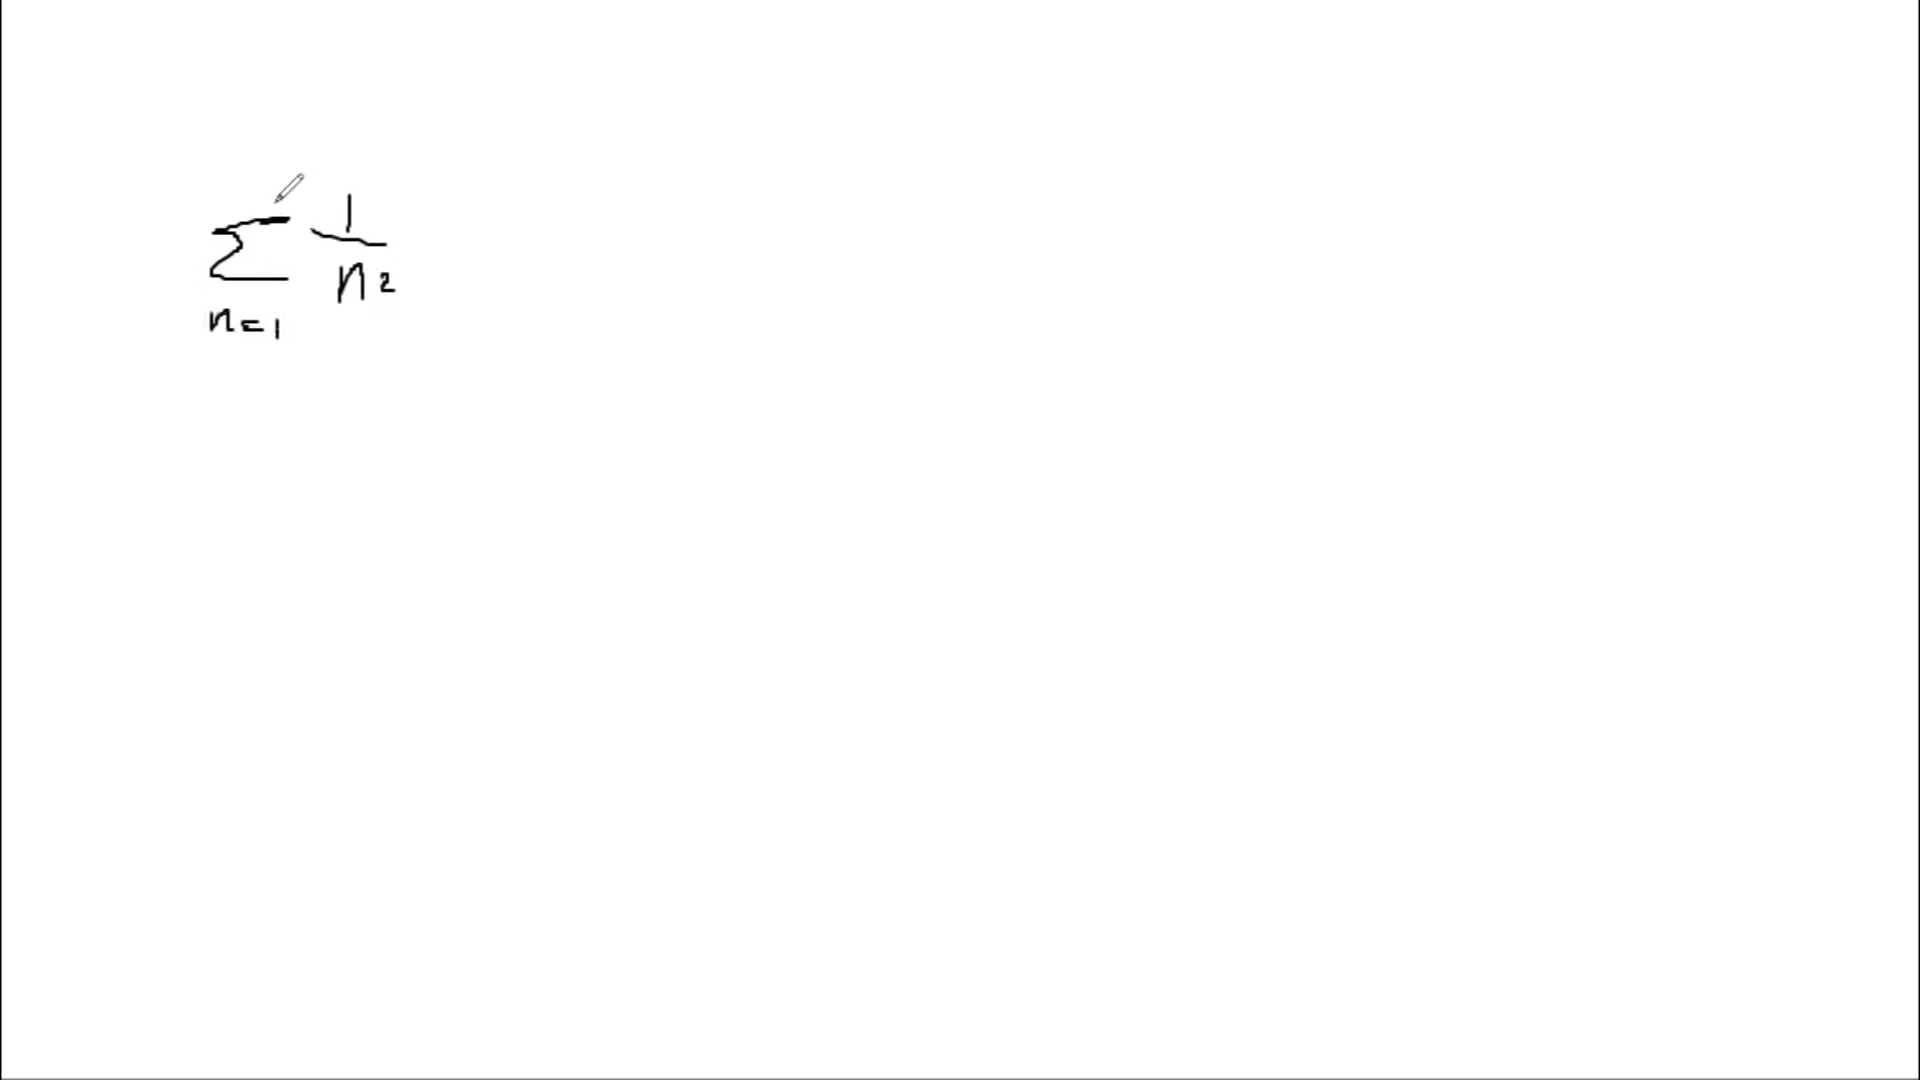 ∑ 1/n²
n=1